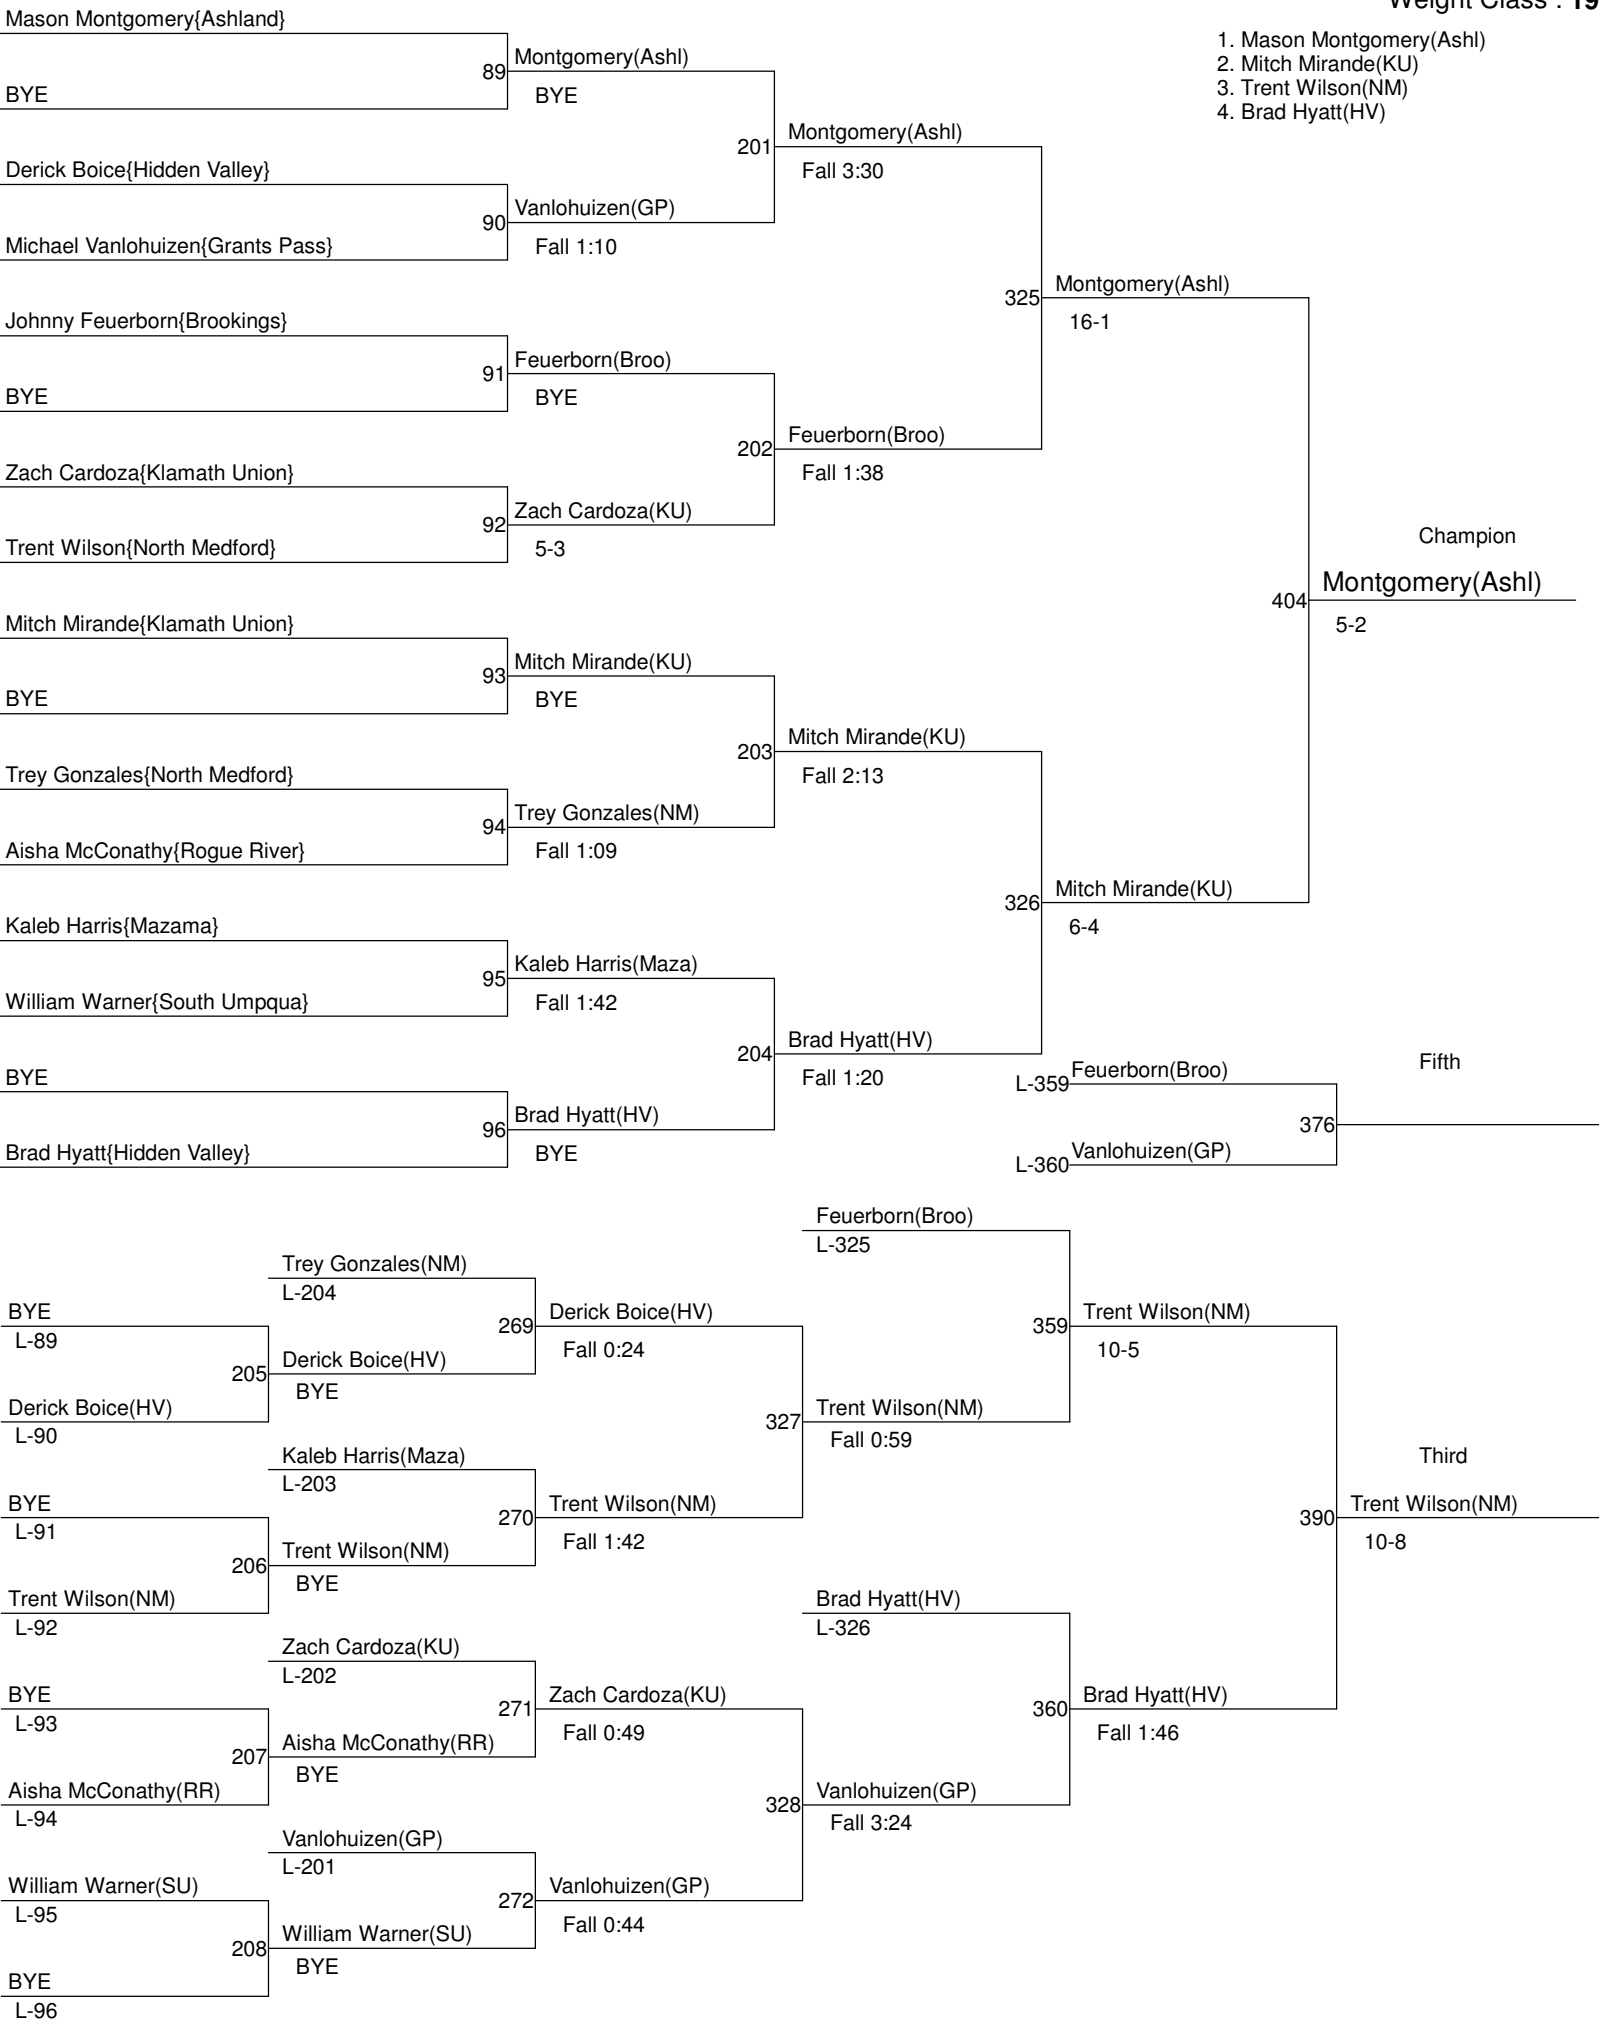 Weight Class : 19
1. Mason Montgomery(Ashl)
2. Mitch Mirande(KU)
3. Trent Wilson(NM)
4. Brad Hyatt(HV)
Mason Montgomery{Ashland}
89
BYE
Montgomery(Ashl)
BYE
201
Derick Boice{Hidden Valley}
90
Michael Vanlohuizen{Grants Pass}
Vanlohuizen(GP)
Fall 1:10
Montgomery(Ashl)
Fall 3:30
325
Johnny Feuerborn{Brookings}
91
BYE
Feuerborn(Broo)
BYE
202
Zach Cardoza{Klamath Union}
92
Trent Wilson{North Medford}
Zach Cardoza(KU)
5-3
Feuerborn(Broo)
Fall 1:38
Montgomery(Ashl)
16-1
404
Champion
Montgomery(Ashl)
5-2
Mitch Mirande{Klamath Union}
93
BYE
Mitch Mirande(KU)
BYE
203
Trey Gonzales{North Medford}
94
Aisha McConathy{Rogue River}
Trey Gonzales(NM)
Fall 1:09
Mitch Mirande(KU)
Fall 2:13
326
Kaleb Harris{Mazama}
95
William Warner{South Umpqua}
Kaleb Harris(Maza)
Fall 1:42
204
BYE
96
Brad Hyatt{Hidden Valley}
Brad Hyatt(HV)
BYE
Brad Hyatt(HV)
Fall 1:20
Mitch Mirande(KU)
6-4
Fifth
L-359
Feuerborn(Broo)
376
L-360
Vanlohuizen(GP)
Feuerborn(Broo)
L-325
Trey Gonzales(NM)
L-204
BYE
L-89
205
Derick Boice(HV)
L-90
Derick Boice(HV)
BYE
269
Derick Boice(HV)
Fall 0:24
327
Kaleb Harris(Maza)
L-203
BYE
L-91
206
Trent Wilson(NM)
L-92
Trent Wilson(NM)
BYE
270
Trent Wilson(NM)
Fall 1:42
Trent Wilson(NM)
Fall 0:59
359
Trent Wilson(NM)
10-5
390
Third
Trent Wilson(NM)
10-8
Brad Hyatt(HV)
L-326
Zach Cardoza(KU)
L-202
BYE
L-93
207
Aisha McConathy(RR)
L-94
Aisha McConathy(RR)
BYE
271
Zach Cardoza(KU)
Fall 0:49
328
Vanlohuizen(GP)
L-201
William Warner(SU)
L-95
208
BYE
L-96
William Warner(SU)
BYE
272
Vanlohuizen(GP)
Fall 0:44
Vanlohuizen(GP)
Fall 3:24
360
Brad Hyatt(HV)
Fall 1:46